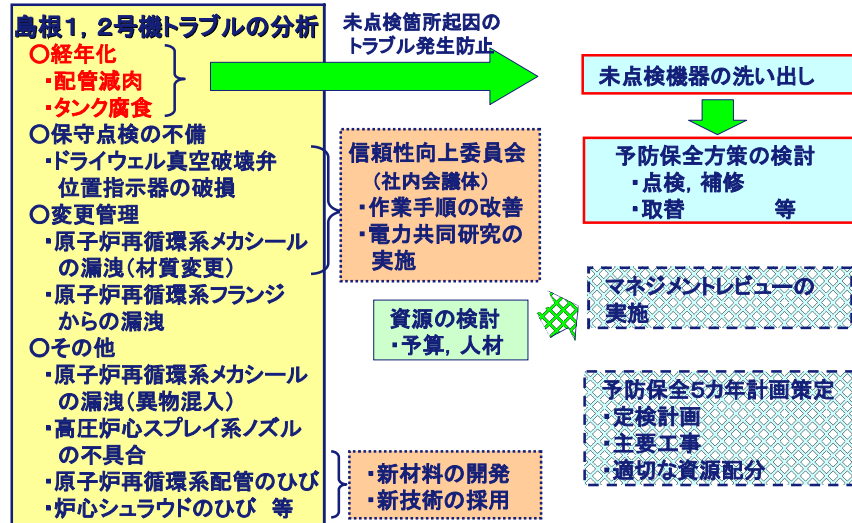 島根1,2号機トラブルの分析
○経年化
・配管減肉
・タンク腐食
○保守点検の不備
・ドライウェル真空破壊弁
位置指示器の破損
○変更管理
・原子炉再循環系メカシール
の漏洩(材質変更)
・原子炉再循環系フランジ
からの漏洩
○その他
・原子炉再循環系メカシール
の漏洩(異物混入)
・高圧炉心スプレイ系ノズル
の不具合
・原子炉再循環系配管のひび
・炉心シュラウドのひび 等
未点検箇所起因の
トラブル発生防止
信頼性向上委員会
(社内会議体)
・作業手順の改善
・電力共同研究の
実施
資源の検討
・予算,人材
・新材料の開発
・新技術の採用
未点検機器の洗い出し
予防保全方策の検討
・点検,補修
・取替 等
マネジメントレビューの
実施
予防保全5カ年計画策定
・定検計画
・主要工事
・適切な資源配分